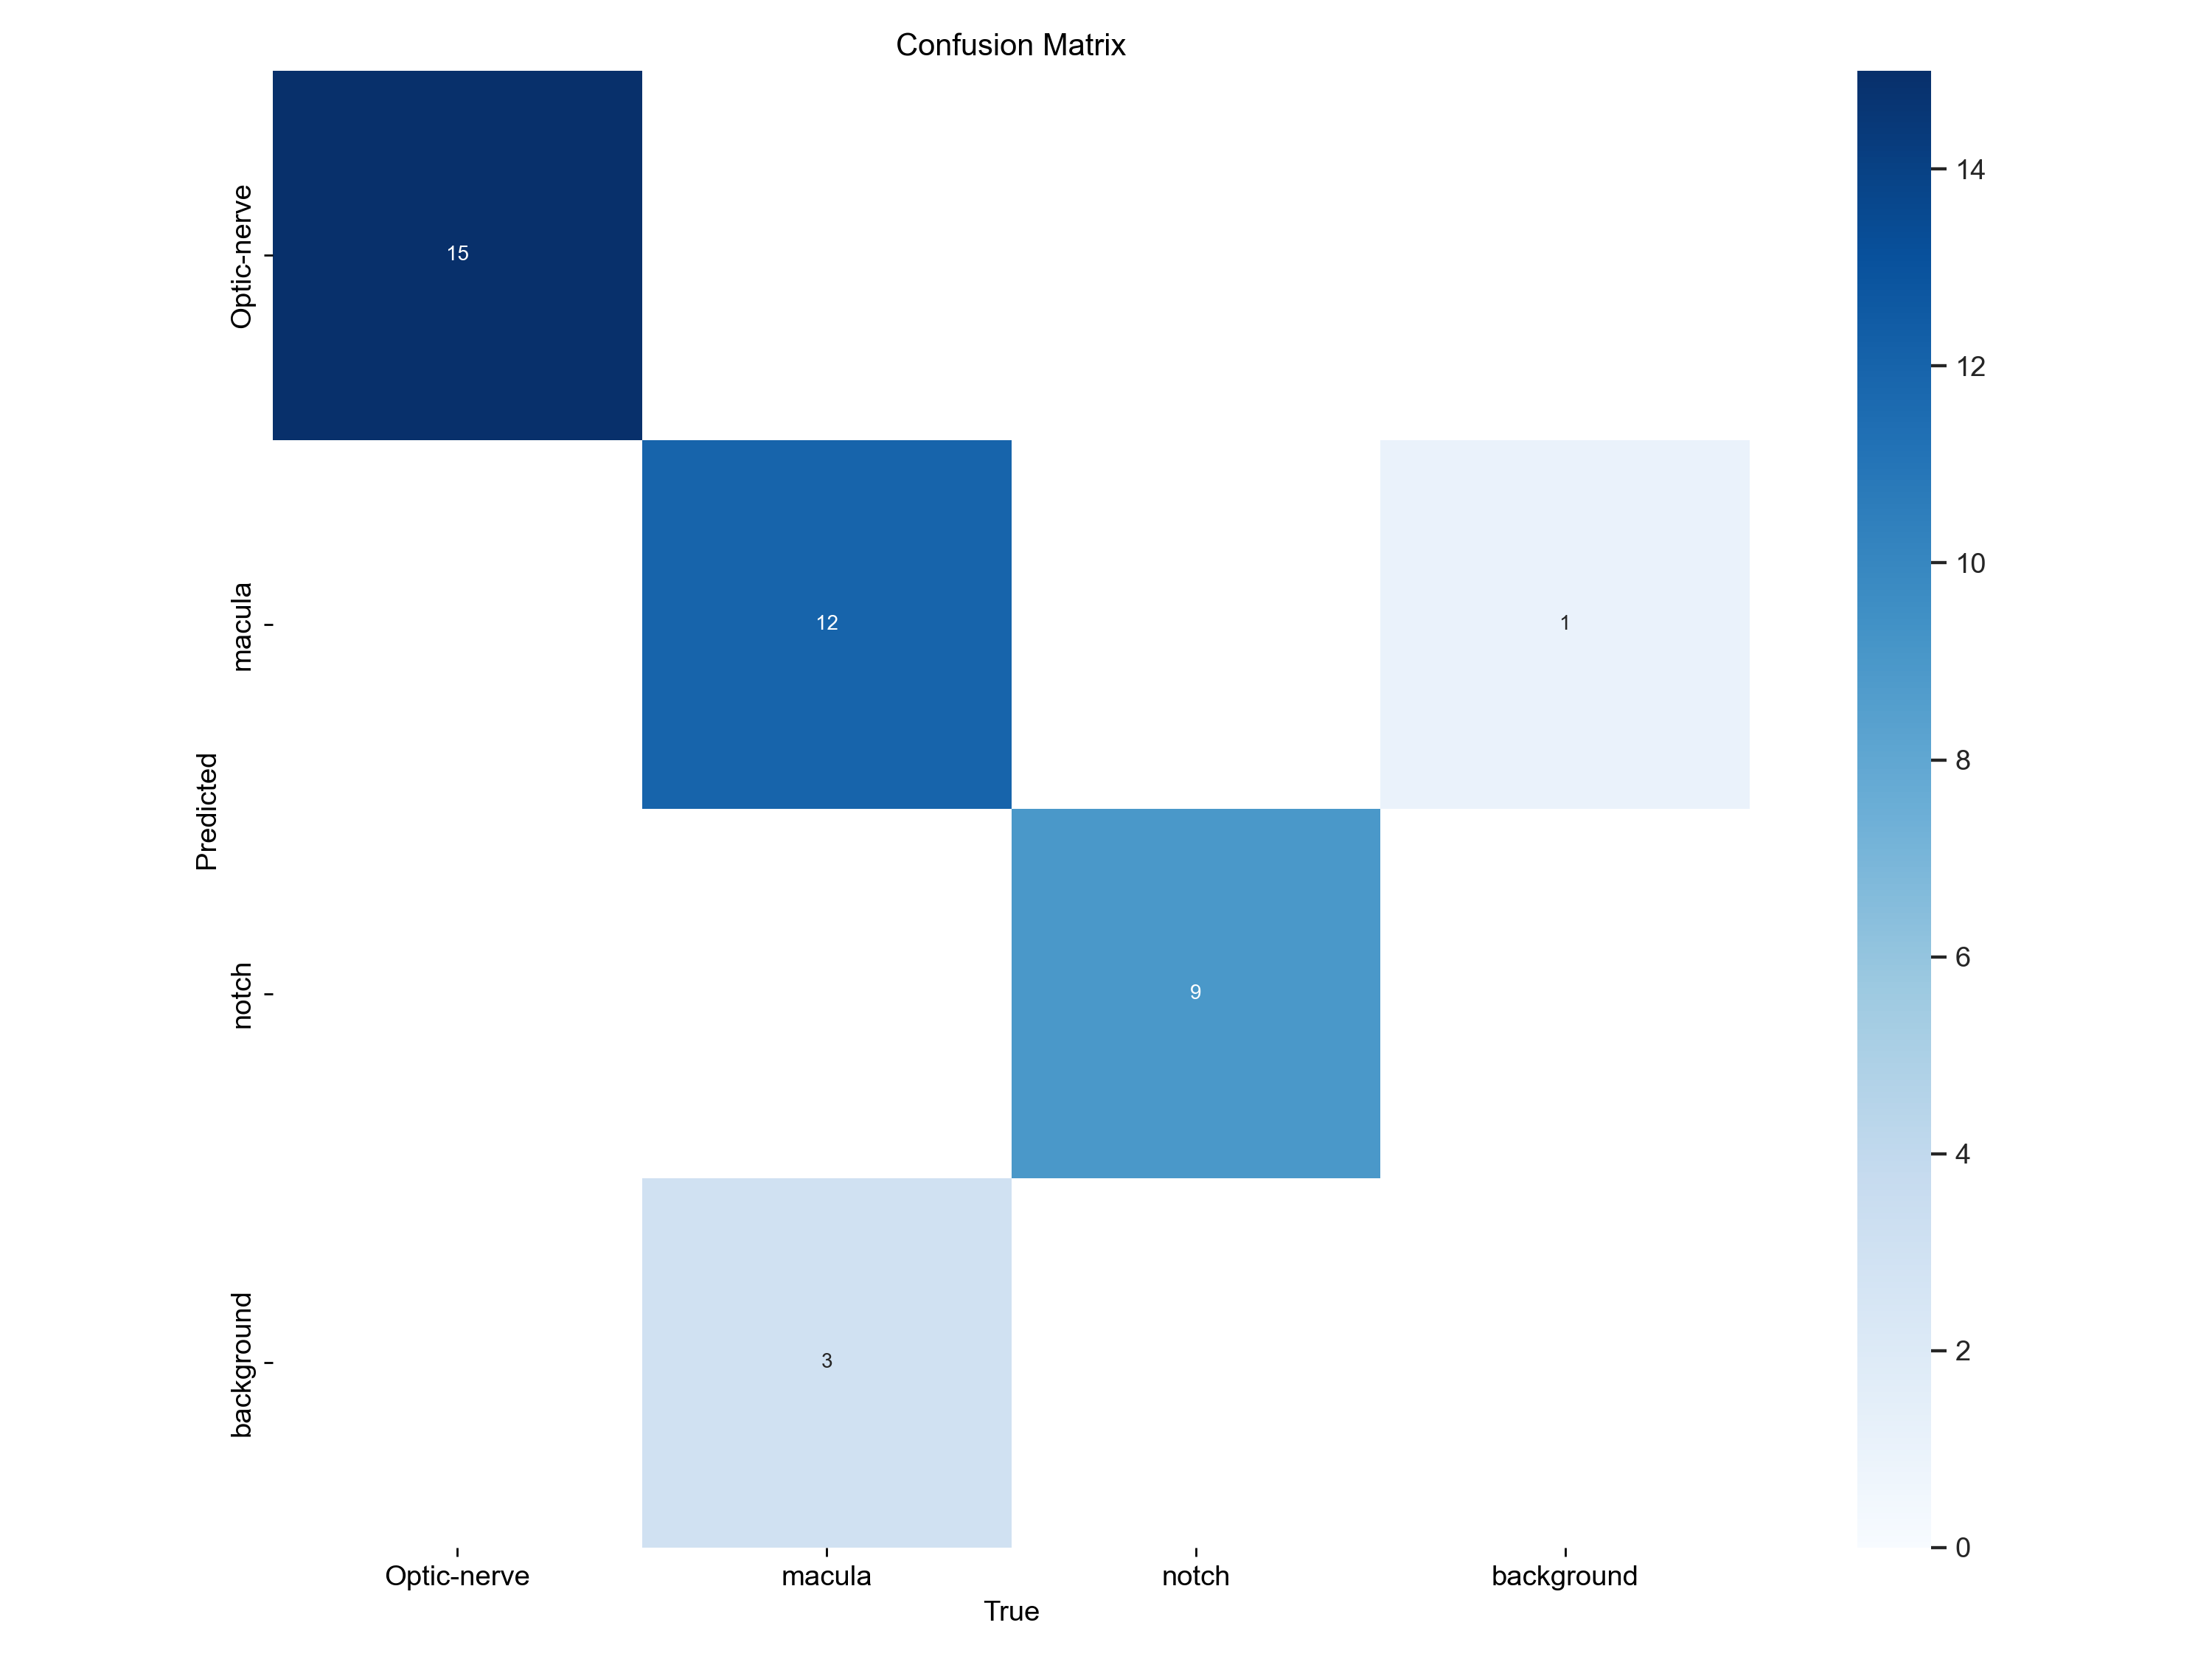 Confusion Matrix
Optic-nerve
15
macula
12
1
notch
9
background
3
Predicted
Optic-nerve macula notch background
True
14
12
10
8
6
4
2
0